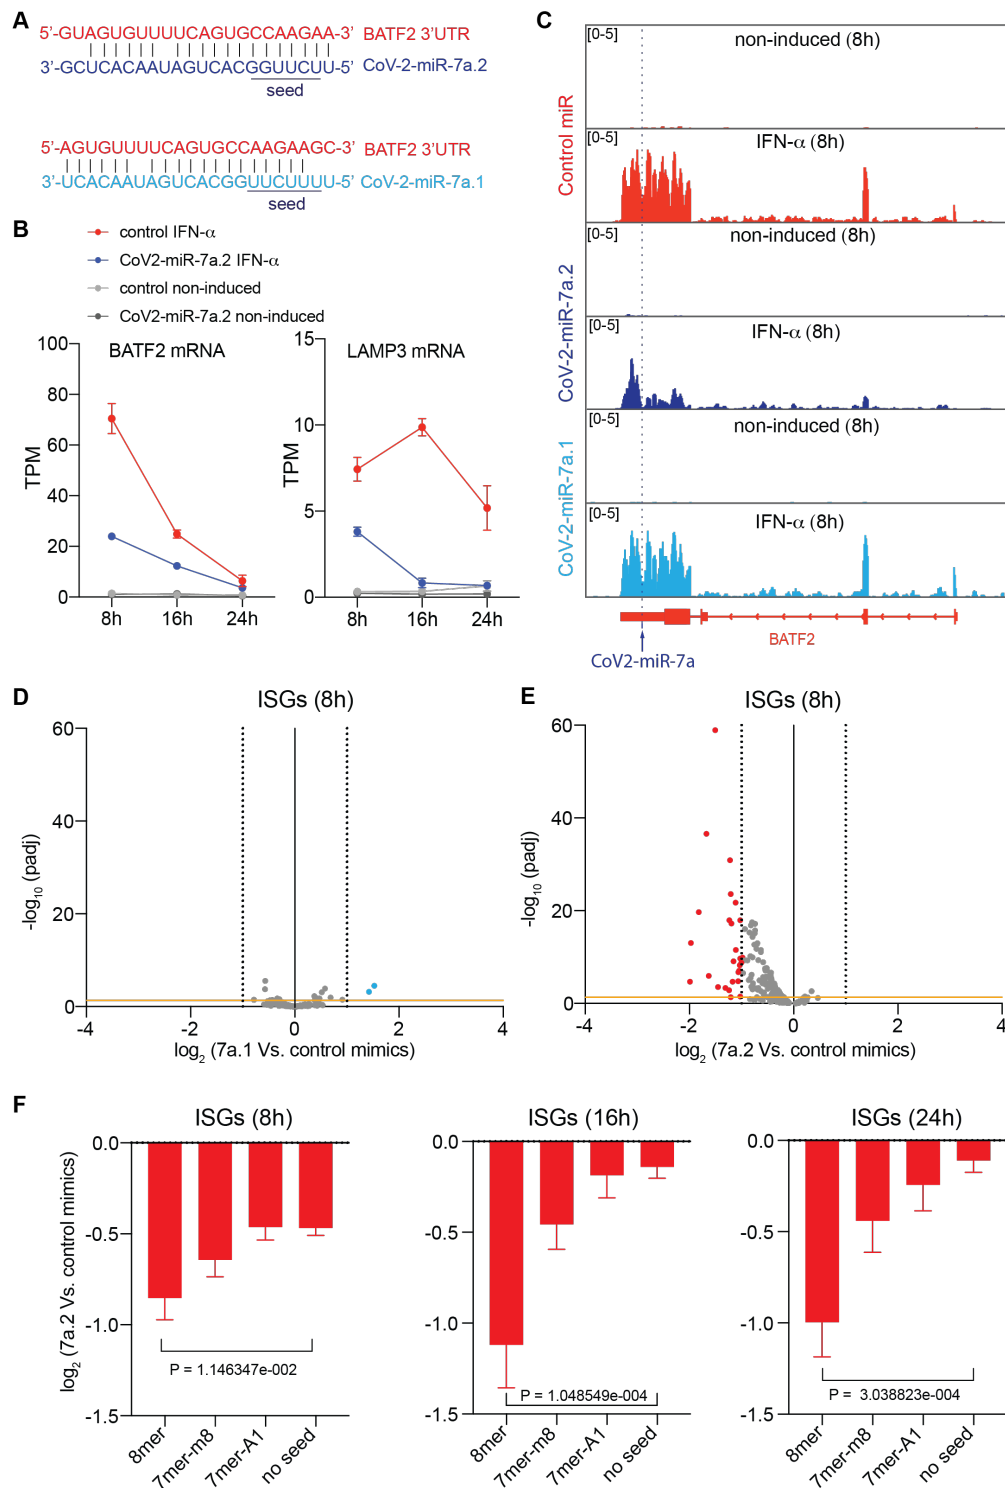 A
5'-GUAGUGUUUUCAGUGCCAAGAA-3' BATF2 3'UTR
3'-GCUCACAAUAGUCACGGUUCUU-5' CoV-2-miR-7a.2
seed
5'-AGUGUUUUCAGUGCCAAGAAGC-3' BATF2 3'UTR
3'-UCACAAUAGUCACGGUUCUUUU-5' CoV-2-miR-7a.1
seed
B
control IFN-α
CoV2-miR-7a.2 IFN-α
control non-induced
CoV2-miR-7a.2 non-induced
BATF2 mRNA
TPM
100
80
60
40
20
0
8h 16h 24h
LAMP3 mRNA
TPM
15
10
5
0
8h 16h 24h
C
Control miR
CoV-2-miR-7a.2
CoV-2-miR-7a.1
[0-5] non-induced (8h)
[0-5] IFN-α (8h)
[0-5] non-induced (8h)
[0-5] IFN-α (8h)
[0-5] non-induced (8h)
[0-5] IFN-α (8h)
BATF2
CoV2-miR-7a
D
ISGs (8h)
-log10 (padj)
60
40
20
0
-4 -2 0 2 4
log2 (7a.1 Vs. control mimics)
E
ISGs (8h)
-log10 (padj)
60
40
20
0
-4 -2 0 2 4
log2 (7a.2 Vs. control mimics)
F
log2 (7a.2 Vs. control mimics)
ISGs (8h)
0.0
-0.5
-1.0
-1.5
P = 1.146347e-002
8mer
7mer-m8
7mer-A1
no seed
ISGs (16h)
0.0
-0.5
-1.0
-1.5
P = 1.048549e-004
8mer
7mer-m8
7mer-A1
no seed
ISGs (24h)
0.0
-0.5
-1.0
-1.5
P = 3.038823e-004
8mer
7mer-m8
7mer-A1
no seed